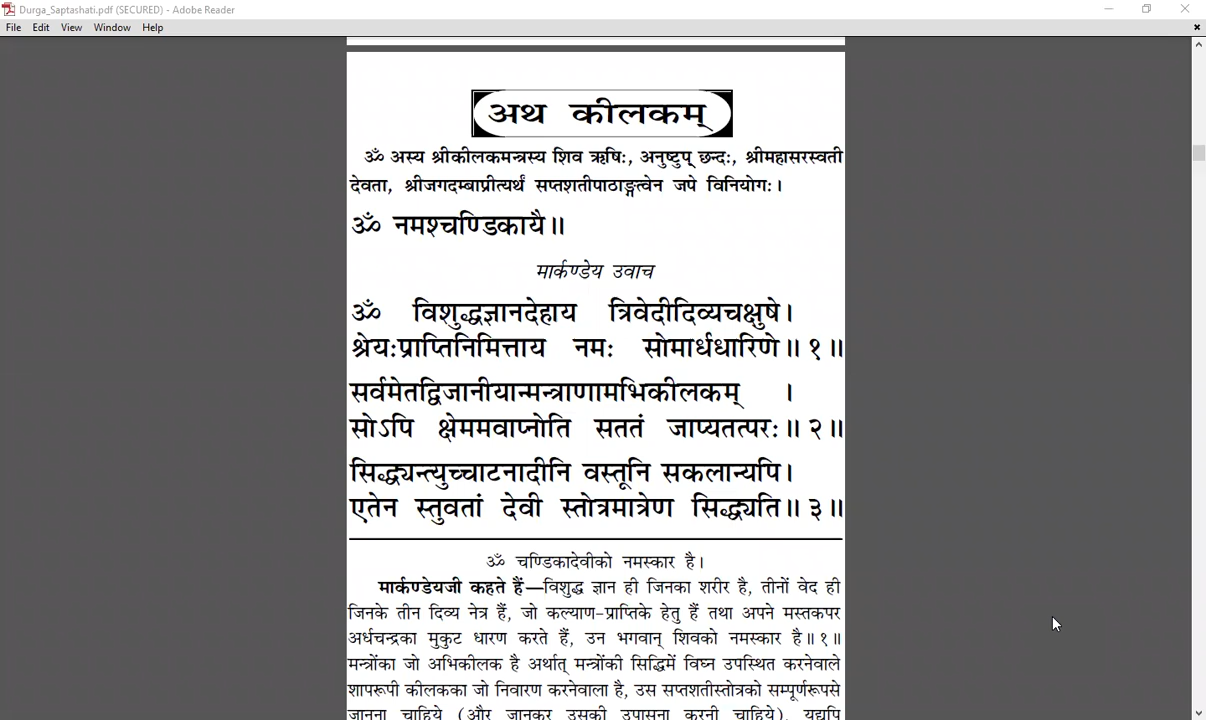 Durga_Saptashati.pdf (SECURED) - Adobe Reader
File Edit View Window Help
अथ कीलकम्
ॐ अस्य श्रीकीलकमन्त्रस्य शिव ऋषिः, अनुष्टुप् छन्दः, श्रीमहासरस्वती
देवता, श्रीजगदम्बाप्रीत्यर्थं सप्तशतीपाठाङ्गत्वेन जपे विनियोगः।
ॐ नमश्चण्डिकायै॥
मार्कण्डेय उवाच
ॐ विशुद्धज्ञानदेहाय त्रिवेदीदिव्यचक्षुषे।
श्रेयःप्राप्तिनिमित्ताय नमः सोमार्धधारिणे॥ १॥
सर्वमेतद्विजानीयान्मन्त्राणामभिकीलकम् ।
सोऽपि क्षेममवाप्नोति सततं जाप्यतत्परः॥ २॥
सिद्ध्यन्त्युच्चाटनादीनि वस्तूनि सकलान्यपि।
एतेन स्तुवतां देवी स्तोत्रमात्रेण सिद्ध्यति॥ ३॥
ॐ चण्डिकादेवीको नमस्कार है।
मार्कण्डेयजी कहते हैं—विशुद्ध ज्ञान ही जिनका शरीर है, तीनों वेद ही
जिनके तीन दिव्य नेत्र हैं, जो कल्याण-प्राप्तिके हेतु हैं तथा अपने मस्तकपर
अर्धचन्द्रका मुकुट धारण करते हैं, उन भगवान् शिवको नमस्कार है॥ १॥
मन्त्रोंका जो अभिकीलक है अर्थात् मन्त्रोंकी सिद्धिमें विघ्न उपस्थित करनेवाले
शापरूपी कीलकका जो निवारण करनेवाला है, उस सप्तशतीस्तोत्रको सम्पूर्णरूपसे
जानना चाहिये (और जानकर उसकी उपासना करनी चाहिये), यद्यपि